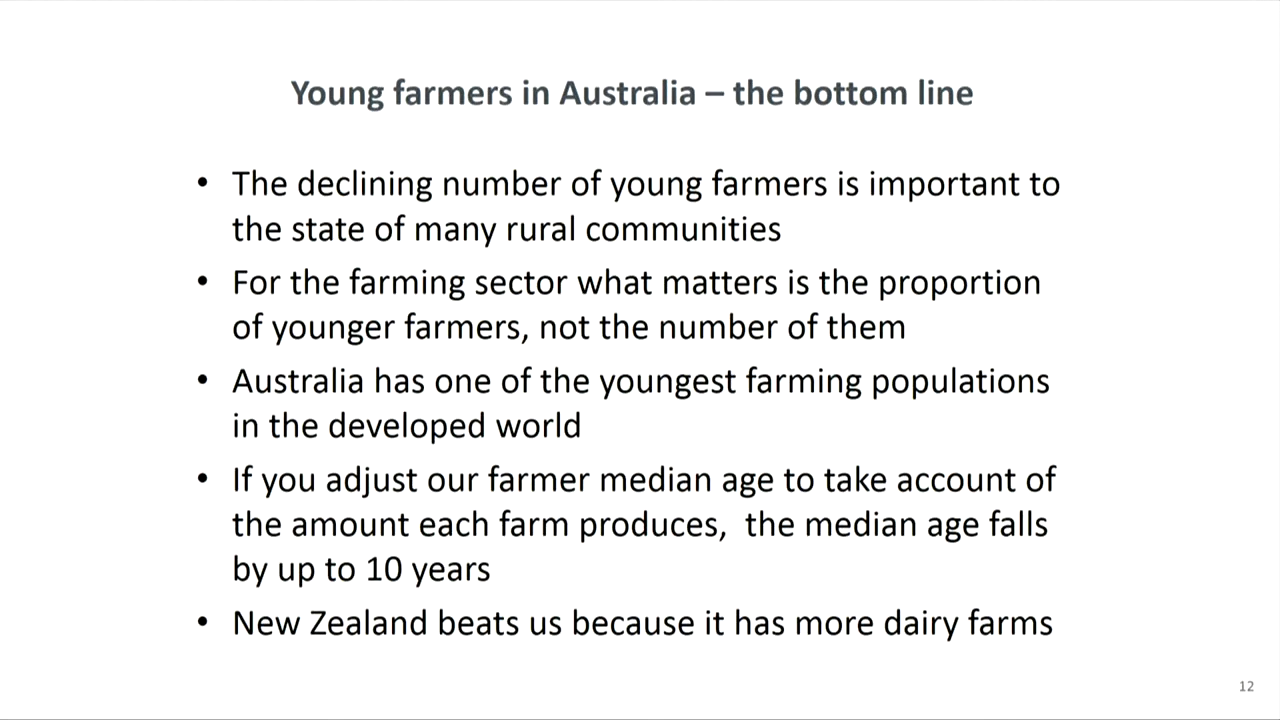 Young farmers in Australia – the bottom line
• The declining number of young farmers is important to
the state of many rural communities
• For the farming sector what matters is the proportion
of younger farmers, not the number of them
• Australia has one of the youngest farming populations
in the developed world
• If you adjust our farmer median age to take account of
the amount each farm produces,  the median age falls
by up to 10 years
• New Zealand beats us because it has more dairy farms
12